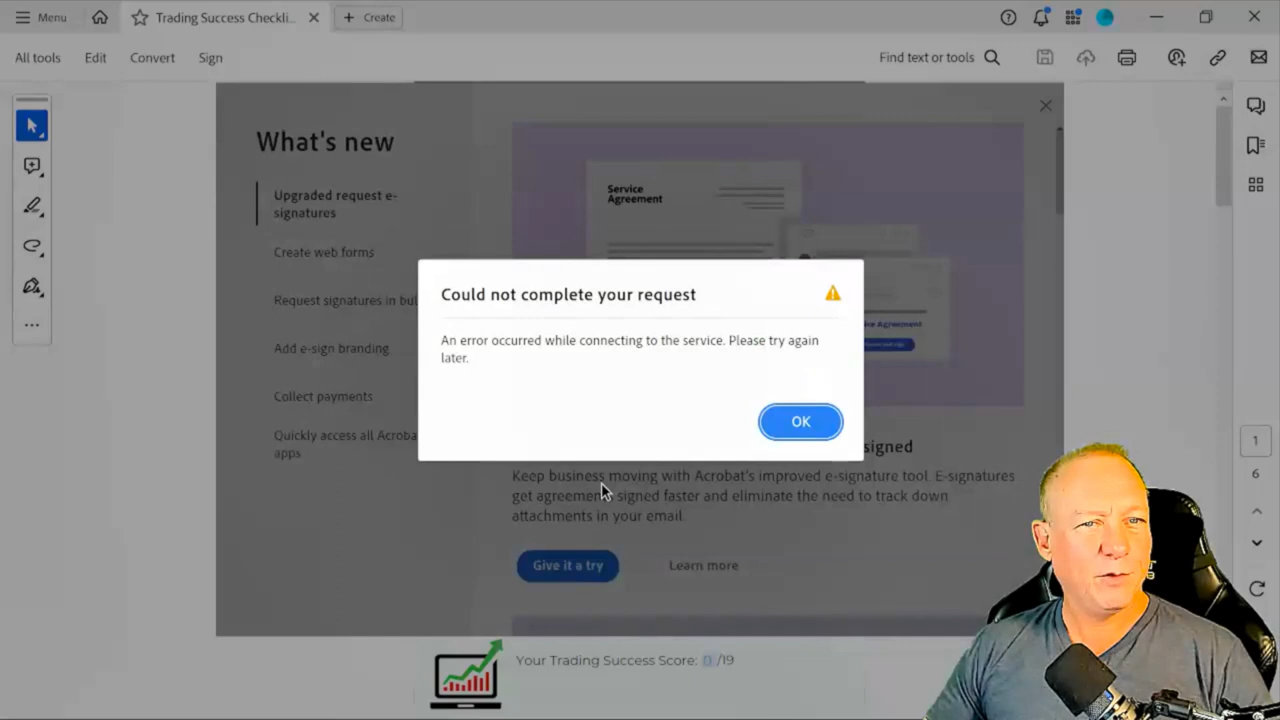 Menu
Trading Success Checkli...
Create
All tools
Edit
Convert
Sign
Find text or tools
What's new
Upgraded request e-
signatures
Create web forms
Request signatures in bul
Add e-sign branding
Collect payments
Quickly access all Acroba
apps
Service
Agreement
Could not complete your request
An error occurred while connecting to the service. Please try again
later.
OK
Agreement
signed
Keep business moving with Acrobat's improved e-signature tool. E-signatures
get agreements signed faster and eliminate the need to track down
attachments in your email.
Give it a try
Learn more
1
6
Your Trading Success Score: 0 /19